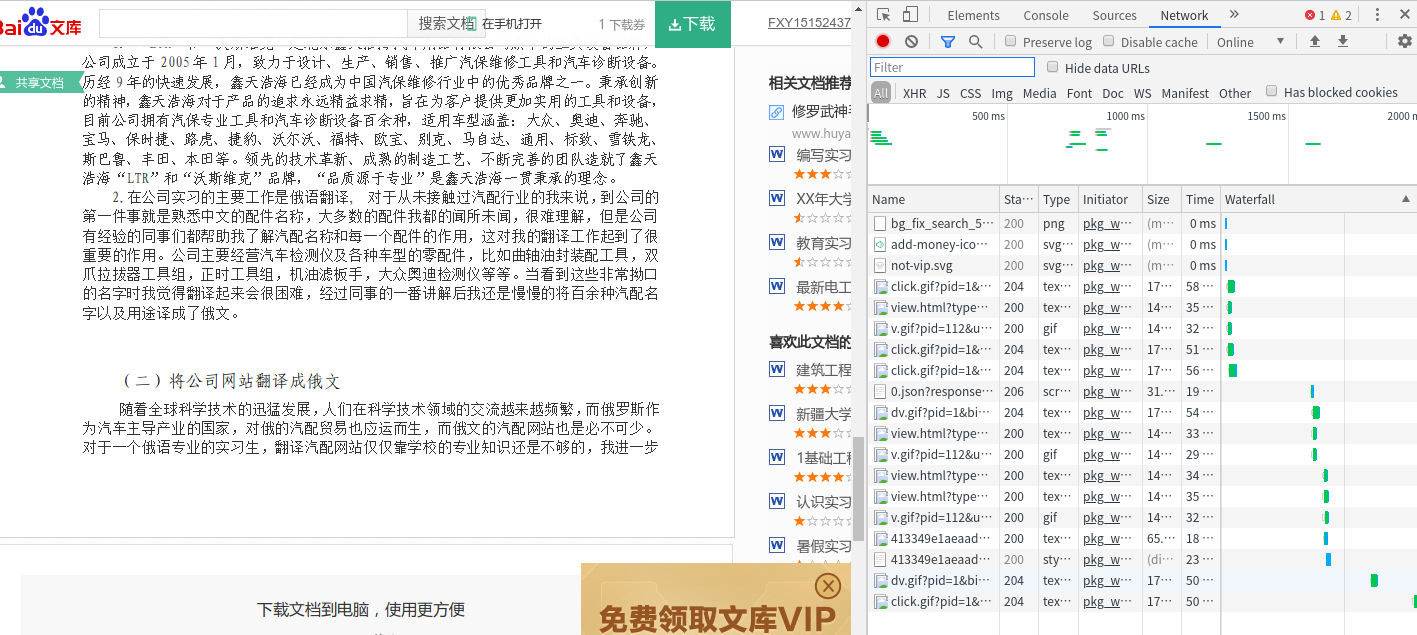 Bai du 文库
搜索文档
在手机打开
1 下载券
下载
FXY15152437
共享文档
公司成立于 2005 年 1 月，致力于设计、生产、销售、推广汽保维修工具和汽车诊断设备。
历经 9 年的快速发展，鑫天浩海已经成为中国汽保维修行业中的优秀品牌之一。秉承创新
的精神，鑫天浩海对于产品的追求永远精益求精，旨在为客户提供更加实用的工具和设备，
目前公司拥有汽保专业工具和汽车诊断设备百余种，适用车型涵盖：大众、奥迪、奔驰、
宝马、保时捷、路虎、捷豹、沃尔沃、福特、欧宝、别克、马自达、通用、标致、雪铁龙、
斯巴鲁、丰田、本田等。领先的技术革新、成熟的制造工艺、不断完善的团队造就了鑫天
浩海“LTR”和“沃斯维克”品牌，“品质源于专业”是鑫天浩海一贯秉承的理念。
2. 在公司实习的主要工作是俄语翻译， 对于从未接触过汽配行业的我来说，到公司的
第一件事就是熟悉中文的配件名称，大多数的配件我都的闻所未闻，很难理解，但是公司
有经验的同事们都帮助我了解汽配名称和每一个配件的作用，这对我的翻译工作起到了很
重要的作用。公司主要经营汽车检测仪及各种车型的零配件，比如曲轴油封装配工具，双
爪拉拔器工具组，正时工具组，机油滤板手，大众奥迪检测仪等等。当看到这些非常拗口
的名字时我觉得翻译起来会很困难，经过同事的一番讲解后我还是慢慢的将百余种汽配名
字以及用途译成了俄文。
（二）将公司网站翻译成俄文
随着全球科学技术的迅猛发展，人们在科学技术领域的交流越来越频繁，而俄罗斯作
为汽车主导产业的国家，对俄的汽配贸易也应运而生，而俄文的汽配网站也是必不可少。
对于一个俄语专业的实习生，翻译汽配网站仅仅靠学校的专业知识还是不够的，我进一步
下载文档到电脑，使用更方便
免费领取文库VIP
相关文档推荐
修罗武神
www.huya
编写实习
XX年大学
教育实习
最新电工
喜欢此文档的
建筑工程
新疆大学
1基础工程
认识实习
暑假实习
Elements Console Sources Network 1 2
Preserve log Disable cache Online
Filter Hide data URLs
All XHR JS CSS Img Media Font Doc WS Manifest Other Has blocked cookies
500 ms 1000 ms 1500 ms 2000 m
Name Sta… Type Initiator Size Time Waterfall
bg_fix_search_5… 200 png pkg_w… (m… 0 ms
add-money-ico… 200 svg… pkg_w… (m… 0 ms
not-vip.svg 200 svg… pkg_w… (m… 0 ms
click.gif?pid=1&… 204 tex… pkg_w… 17… 58 …
view.html?type… 200 tex… pkg_w… 14… 35 …
v.gif?pid=112&u… 200 gif pkg_w… 14… 32 …
click.gif?pid=1&… 204 tex… pkg_w… 17… 51 …
click.gif?pid=1&… 204 tex… pkg_w… 17… 56 …
0.json?response… 206 scr… pkg_w… 31.… 19 …
dv.gif?pid=1&bi… 204 tex… pkg_w… 17… 54 …
view.html?type… 200 tex… pkg_w… 14… 33 …
v.gif?pid=112&u… 200 gif pkg_w… 14… 29 …
view.html?type… 200 tex… pkg_w… 14… 34 …
view.html?type… 200 tex… pkg_w… 14… 35 …
v.gif?pid=112&u… 200 gif pkg_w… 14… 32 …
413349e1aeaad… 200 tex… pkg_w… 65.… 18 …
413349e1aeaad… 200 sty… pkg_w… (di… 23 …
dv.gif?pid=1&bi… 204 tex… pkg_w… 17… 50 …
click.gif?pid=1&… 204 tex… pkg_w… 17… 50 …